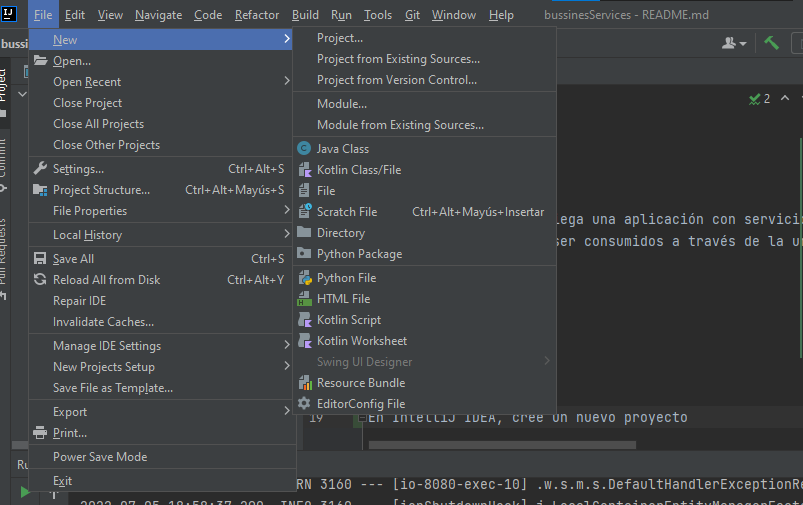 File Edit View Navigate Code Refactor Build Run Tools Git Window Help bussinesServices - README.md
New
Open...
Open Recent
Close Project
Close All Projects
Close Other Projects
Settings... Ctrl+Alt+S
Project Structure... Ctrl+Alt+Mayús+S
File Properties
Local History
Save All Ctrl+S
Reload All from Disk Ctrl+Alt+Y
Repair IDE
Invalidate Caches...
Manage IDE Settings
New Projects Setup
Save File as Template...
Export
Print...
Power Save Mode
Exit
Project...
Project from Existing Sources...
Project from Version Control...
Module...
Module from Existing Sources...
Java Class
Kotlin Class/File
File
Scratch File Ctrl+Alt+Mayús+Insertar
Directory
Python Package
Python File
HTML File
Kotlin Script
Kotlin Worksheet
Swing UI Designer
Resource Bundle
EditorConfig File
bussi
Project
Commit
Pull Requests
2
lega una aplicación con servicio
ser consumidos a través de la ur
19 En IntelliJ IDEA, cree un nuevo proyecto
Ru
RN 3160 --- [io-8080-exec-10] .w.s.m.s.DefaultHandlerExceptionRe